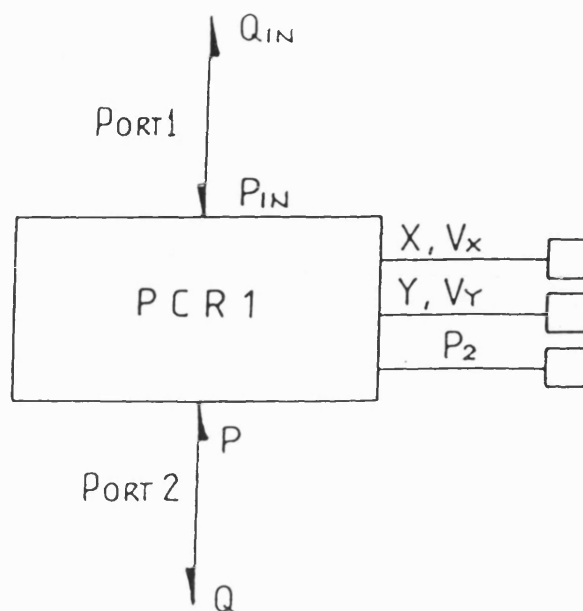 QIN
PORT1
PIN
X, Vx
PCR1
Y, VY
P2
P
PORT 2
Q